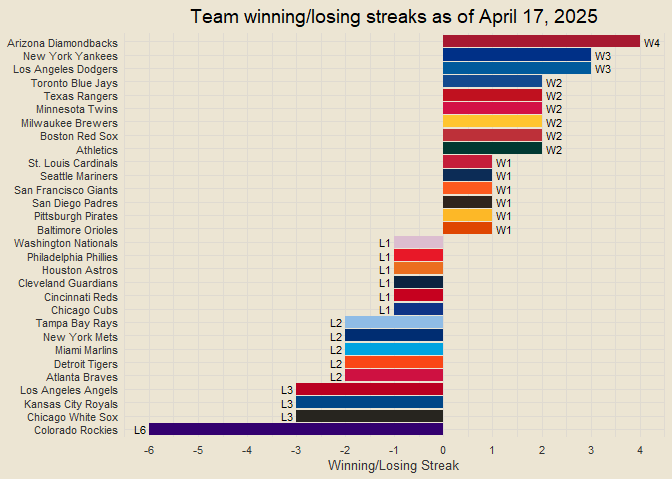 Team winning/losing streaks as of April 17, 2025
Arizona Diamondbacks W4
New York Yankees W3
Los Angeles Dodgers W3
Toronto Blue Jays W2
Texas Rangers W2
Minnesota Twins W2
Milwaukee Brewers W2
Boston Red Sox W2
Athletics W2
St. Louis Cardinals W1
Seattle Mariners W1
San Francisco Giants W1
San Diego Padres W1
Pittsburgh Pirates W1
Baltimore Orioles W1
Washington Nationals L1
Philadelphia Phillies L1
Houston Astros L1
Cleveland Guardians L1
Cincinnati Reds L1
Chicago Cubs L1
Tampa Bay Rays L2
New York Mets L2
Miami Marlins L2
Detroit Tigers L2
Atlanta Braves L2
Los Angeles Angels L3
Kansas City Royals L3
Chicago White Sox L3
Colorado Rockies L6
-6 -5 -4 -3 -2 -1 0 1 2 3 4
Winning/Losing Streak